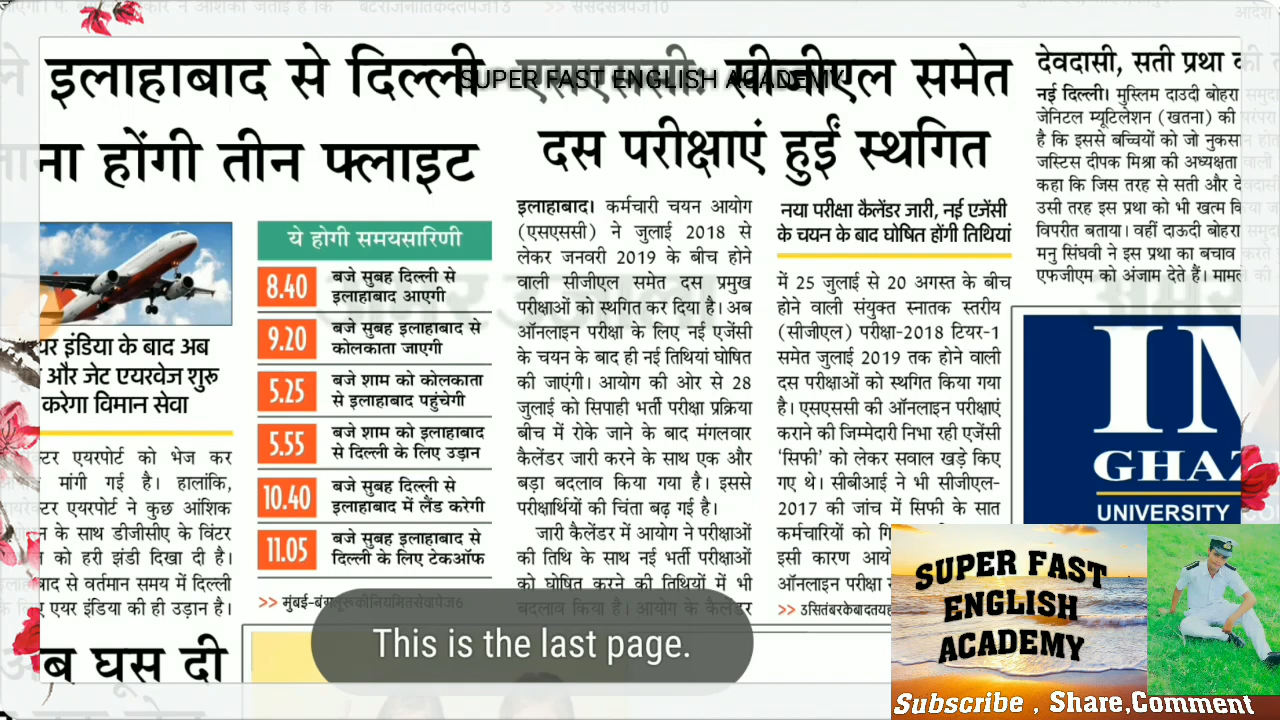 इलाहाबाद से दिल्ली
ना होंगी तीन फ्लाइट
इंडिया के बाद अब
और जेट एयरवेज शुरू
करेगा विमान सेवा
एयरपोर्ट को भेज कर
मांगी गई है। हालांकि,
एयरपोर्ट ने कुछ आंशिक
के साथ डीजीसीए के विंटर
को हरी झंडी दिखा दी है।
से वर्तमान समय में दिल्ली
एयर इंडिया की ही उड़ान है।
ये होगी समयसारिणी
8.40 बजे सुबह दिल्ली से
इलाहाबाद आएगी
9.20 बजे सुबह इलाहाबाद से
कोलकाता जाएगी
5.25 बजे शाम को कोलकाता
से इलाहाबाद पहुंचेगी
5.55 बजे शाम को इलाहाबाद
से दिल्ली के लिए उड़ान
10.40 बजे सुबह दिल्ली से
इलाहाबाद में लैंड करेगी
11.05 बजे सुबह इलाहाबाद से
दिल्ली के लिए टेकऑफ
SUPER FAST ENGLISH ACADEMY
एसएससी: सीजीएल समेत
दस परीक्षाएं हुईं स्थगित
इलाहाबाद। कर्मचारी चयन आयोग
(एसएससी) ने जुलाई 2018 से
लेकर जनवरी 2019 के बीच होने
वाली सीजीएल समेत दस प्रमुख
परीक्षाओं को स्थगित कर दिया है। अब
ऑनलाइन परीक्षा के लिए नई एजेंसी
के चयन के बाद ही नई तिथियां घोषित
की जाएंगी। आयोग की ओर से 28
जुलाई को सिपाही भर्ती परीक्षा प्रक्रिया
बीच में रोके जाने के बाद मंगलवार
कैलेंडर जारी करने के साथ एक और
बड़ा बदलाव किया गया है। इससे
परीक्षार्थियों की चिंता बढ़ गई है।
जारी कैलेंडर में आयोग ने परीक्षाओं
की तिथि के साथ नई भर्ती परीक्षाओं
को घोषित करने की तिथियों में भी
बदलाव किया है। आयोग के कैलेंडर
नया परीक्षा कैलेंडर जारी, नई एजेंसी
के चयन के बाद घोषित होंगी तिथियां
में 25 जुलाई से 20 अगस्त के बीच
होने वाली संयुक्त स्नातक स्तरीय
(सीजीएल) परीक्षा-2018 टियर-1
समेत जुलाई 2019 तक होने वाली
दस परीक्षाओं को स्थगित किया गया
है। एसएससी की ऑनलाइन परीक्षाएं
कराने की जिम्मेदारी निभा रही एजेंसी
‘सिफी’ को लेकर सवाल खड़े किए
गए थे। सीबीआई ने भी सीजीएल-
2017 की जांच में सिफी के सात
कर्मचारियों को
इसी कारण
ऑनलाइन परीक्षा
देवदासी, सती प्रथा
नई दिल्ली। मुस्लिम दाउदी बोहरा
जेनिटल म्यूटिलेशन (खतना) की
है कि इससे बच्चियों को जो
जस्टिस दीपक मिश्रा की अध्यक्षता
कहा कि जिस तरह से सती और
उसी तरह इस प्रथा को भी खत्म
विपरीत बताया। वहीं दाऊदी बोहरा
मनु सिंघवी ने इस प्रथा का बचाव
एफजीएम को अंजाम देते हैं।
GHAZ
UNIVERSITY
ब घूस दी
This is the last page.
SUPER FAST
ENGLISH
ACADEMY
Subscribe , Share,Comment